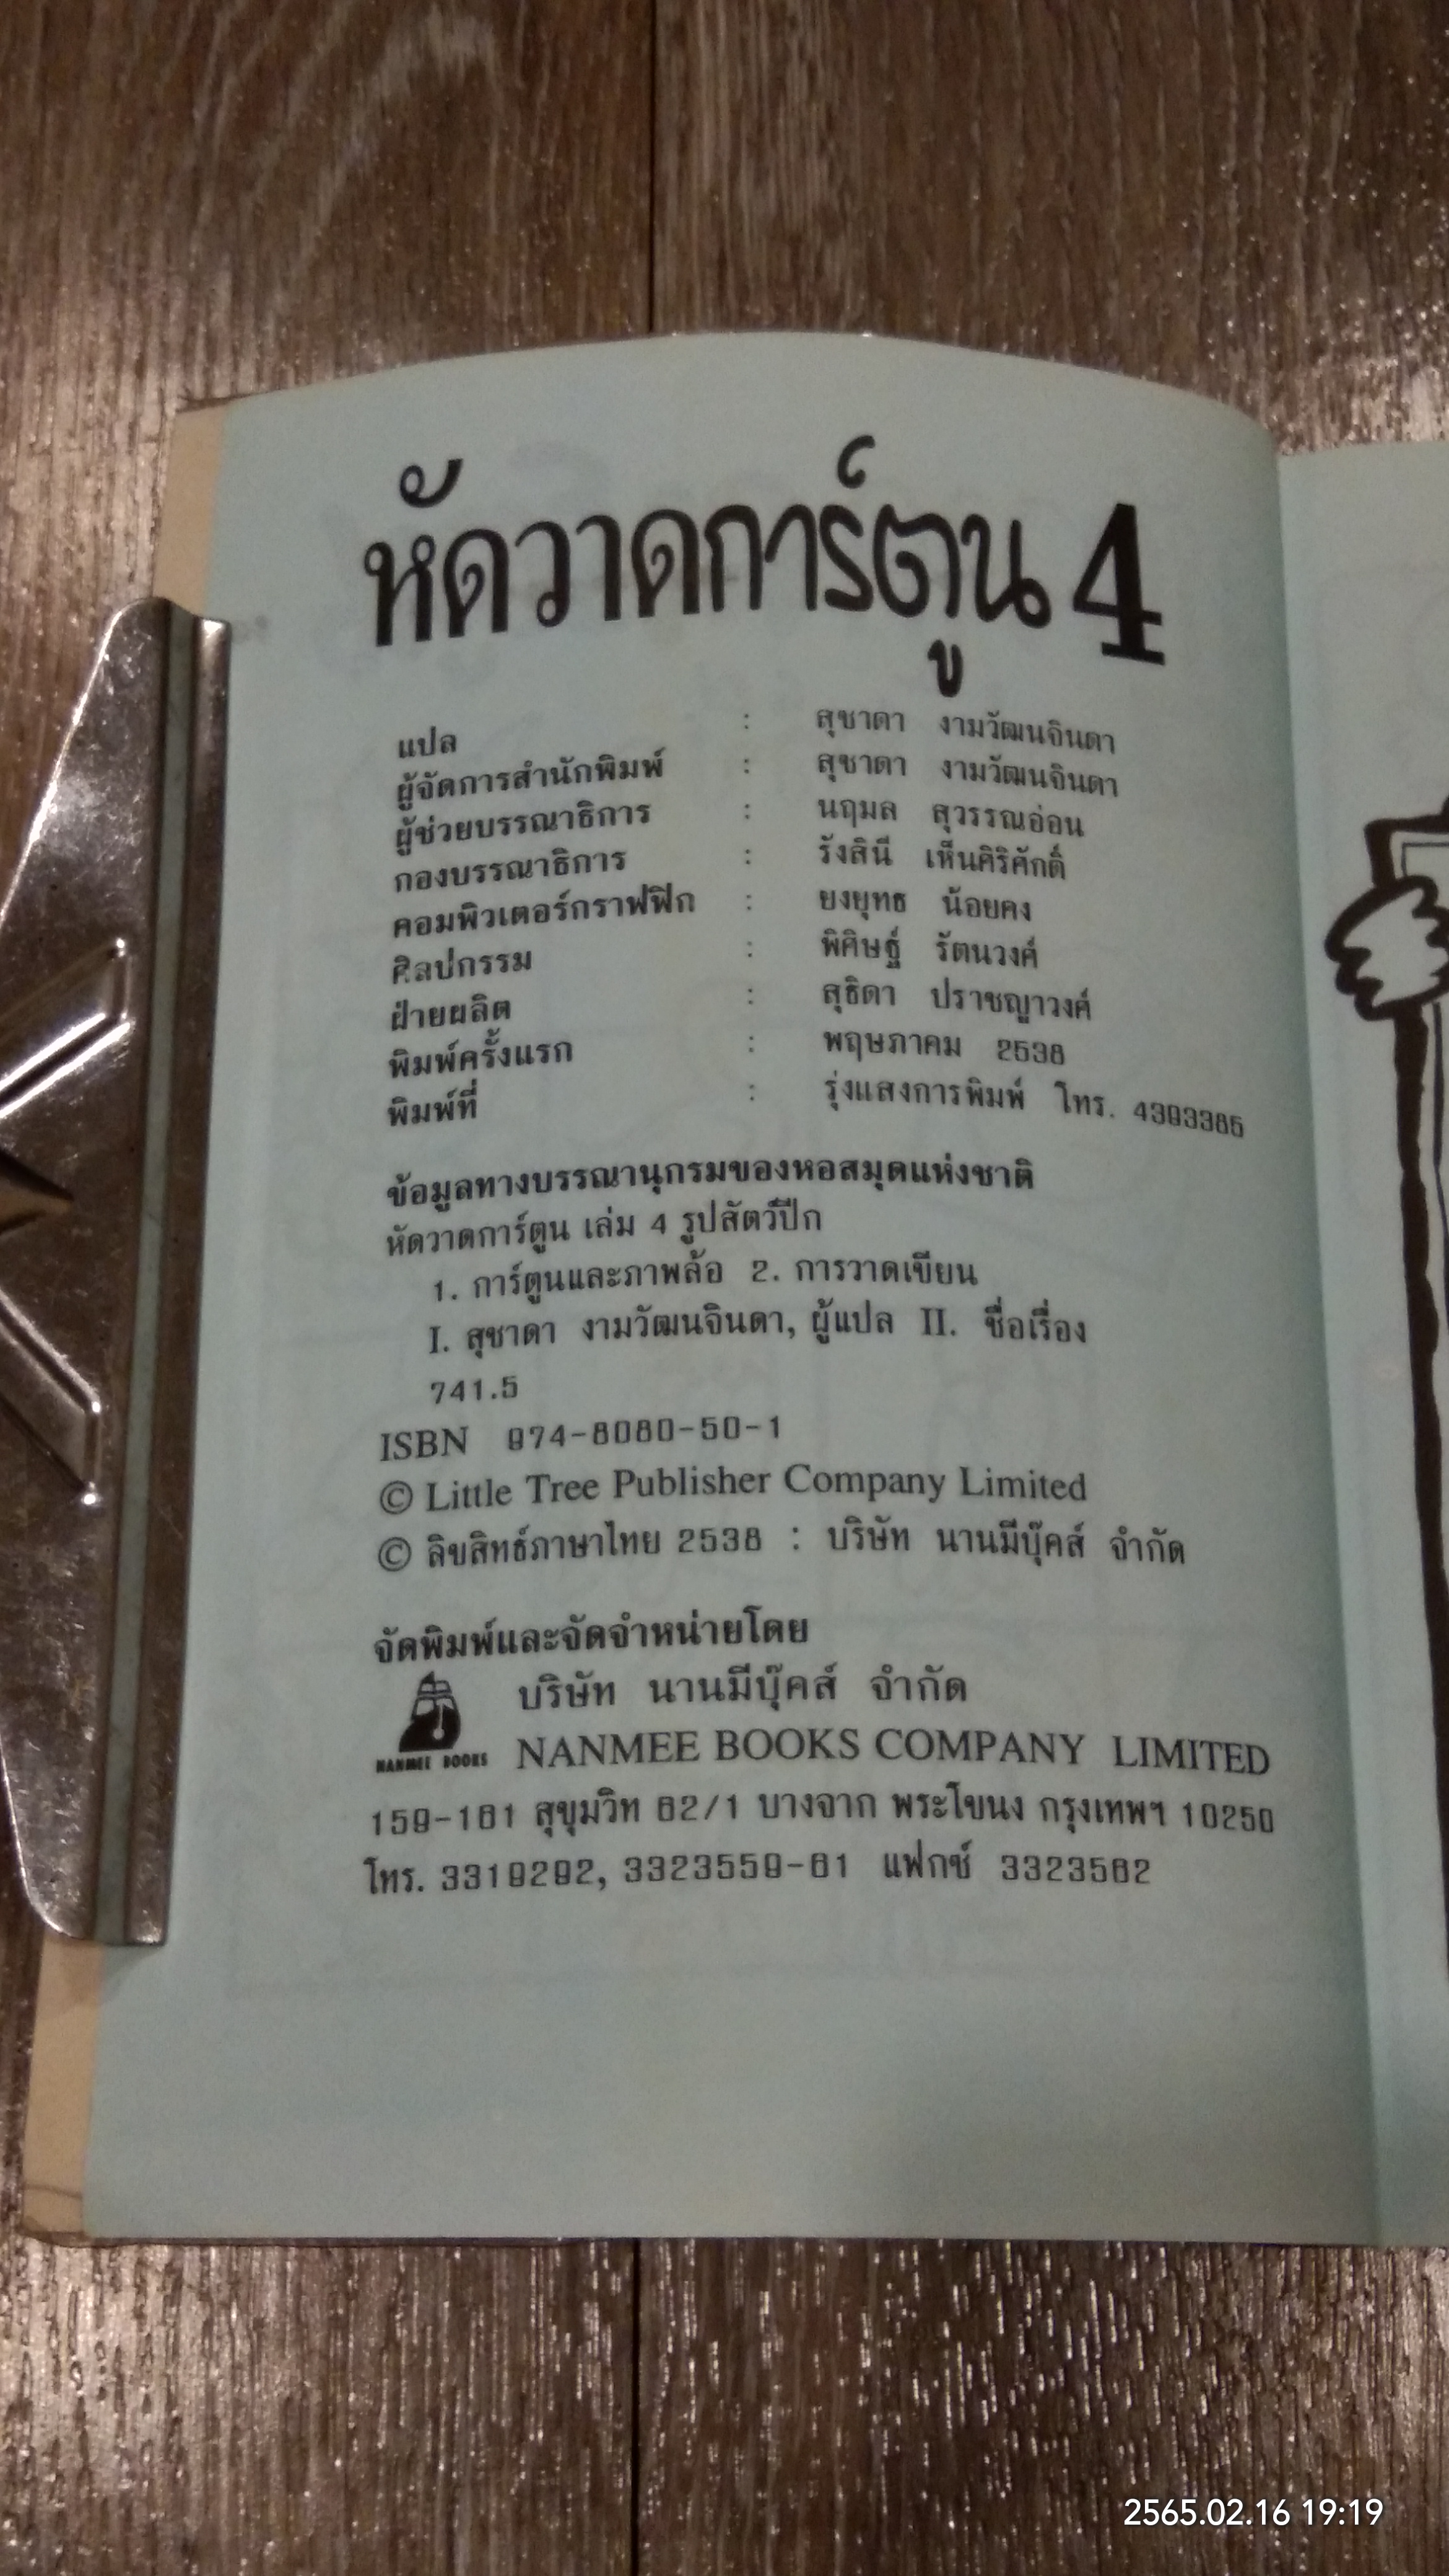 หัดวาดการ์ตูน 4
แปล : สุชาดา งามวัฒนจินดา
ผู้จัดการสำนักพิมพ์ : สุชาดา งามวัฒนจินดา
ผู้ช่วยบรรณาธิการ : นฤมล สุวรรณอ่อน
กองบรรณาธิการ : รังสินี เห็นศิริศักดิ์
คอมพิวเตอร์กราฟฟิก : ยงยุทธ น้อยคง
ศิลปกรรม : พิศิษฐ์ รัตนวงศ์
ฝ่ายผลิต : สุธิดา ปราชญาวงศ์
พิมพ์ครั้งแรก : พฤษภาคม 2538
พิมพ์ที่ : รุ่งแสงการพิมพ์ โทร. 4393385
ข้อมูลทางบรรณานุกรมของหอสมุดแห่งชาติ
หัดวาดการ์ตูน เล่ม 4 รูปสัตว์ปีก
1. การ์ตูนและภาพล้อ 2. การวาดเขียน
I. สุชาดา งามวัฒนจินดา, ผู้แปล II. ชื่อเรื่อง
741.5
ISBN 974-8080-50-1
© Little Tree Publisher Company Limited
© ลิขสิทธ์ภาษาไทย 2538 : บริษัท นานมีบุ๊คส์ จำกัด
จัดพิมพ์และจัดจำหน่ายโดย
บริษัท นานมีบุ๊คส์ จำกัด
NANMEE BOOKS NANMEE BOOKS COMPANY LIMITED
159-161 สุขุมวิท 62/1 บางจาก พระโขนง กรุงเทพฯ 10250
โทร. 3319292, 3323559-61 แฟกซ์ 3323562
2565.02.16 19:19